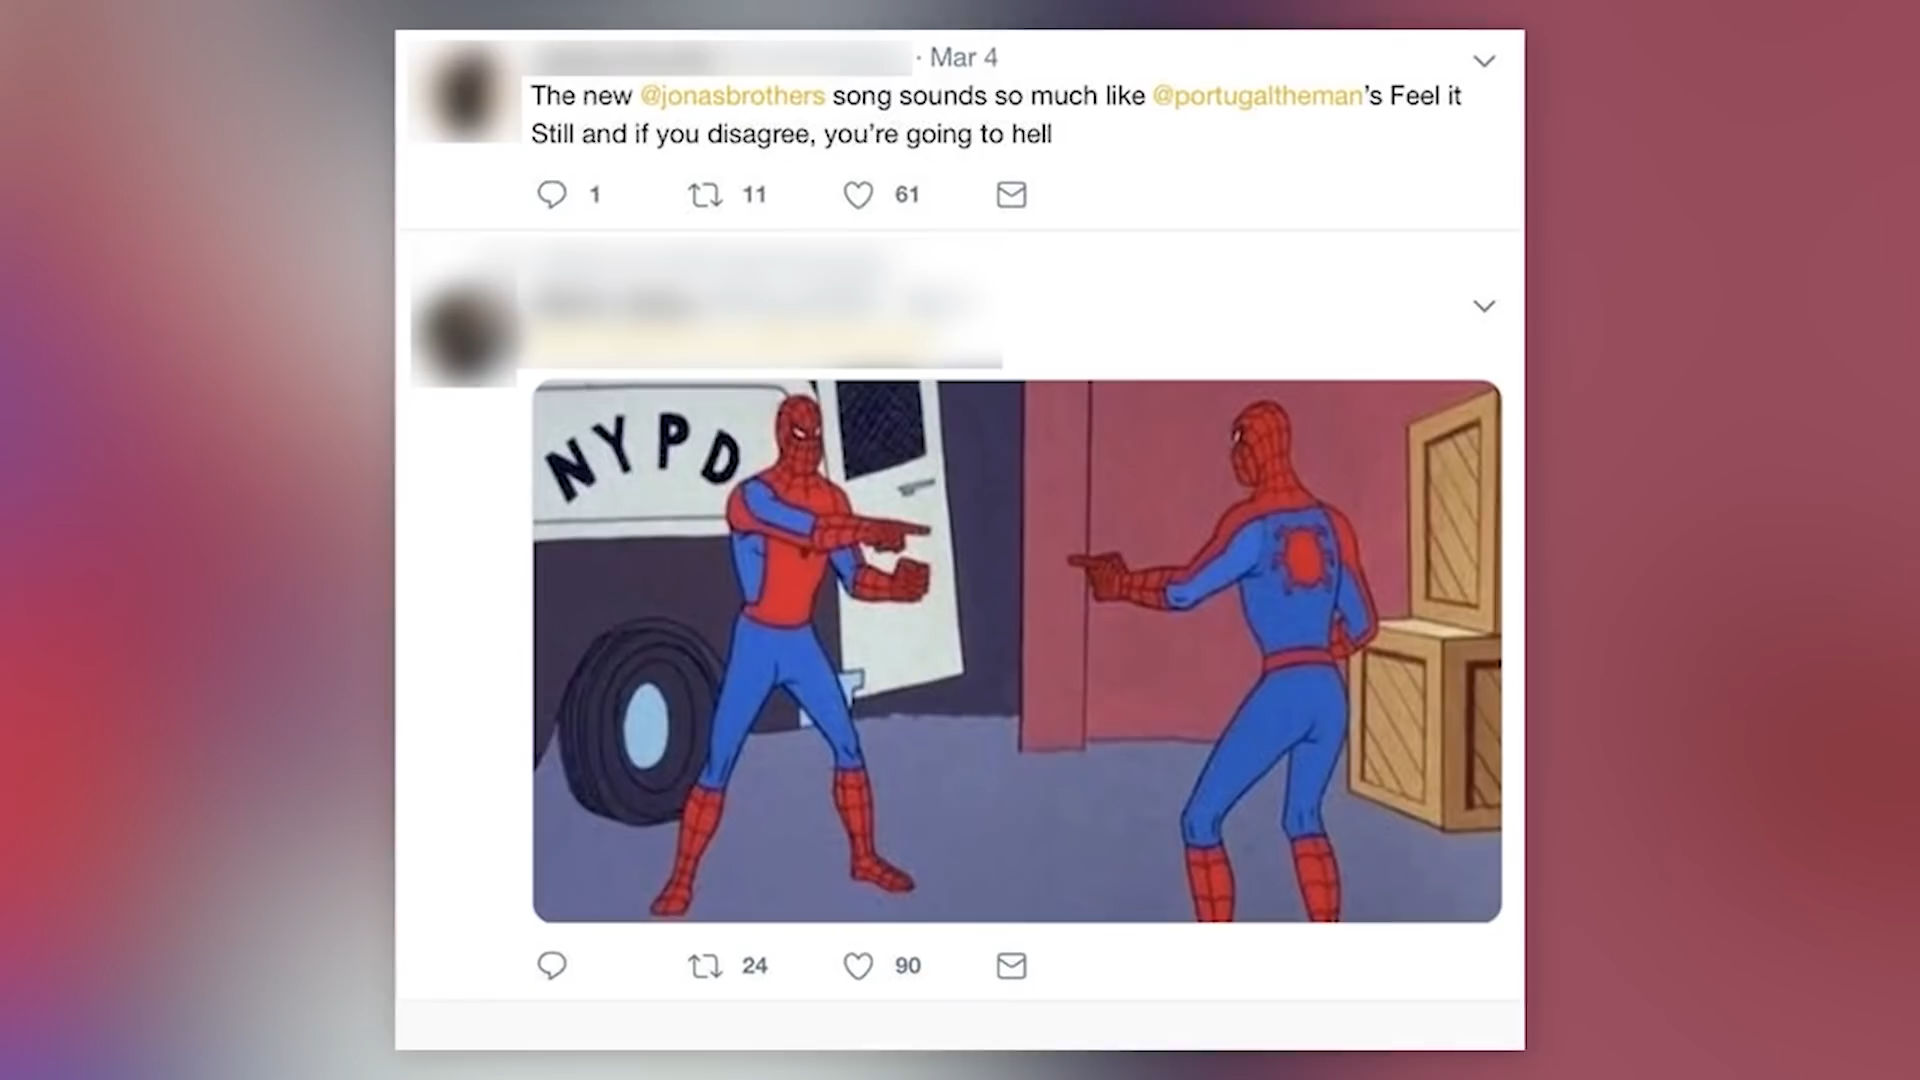 · Mar 4
The new @jonasbrothers song sounds so much like @portugaltheman's Feel it
Still and if you disagree, you're going to hell
1 11 61
NYPD
24 90